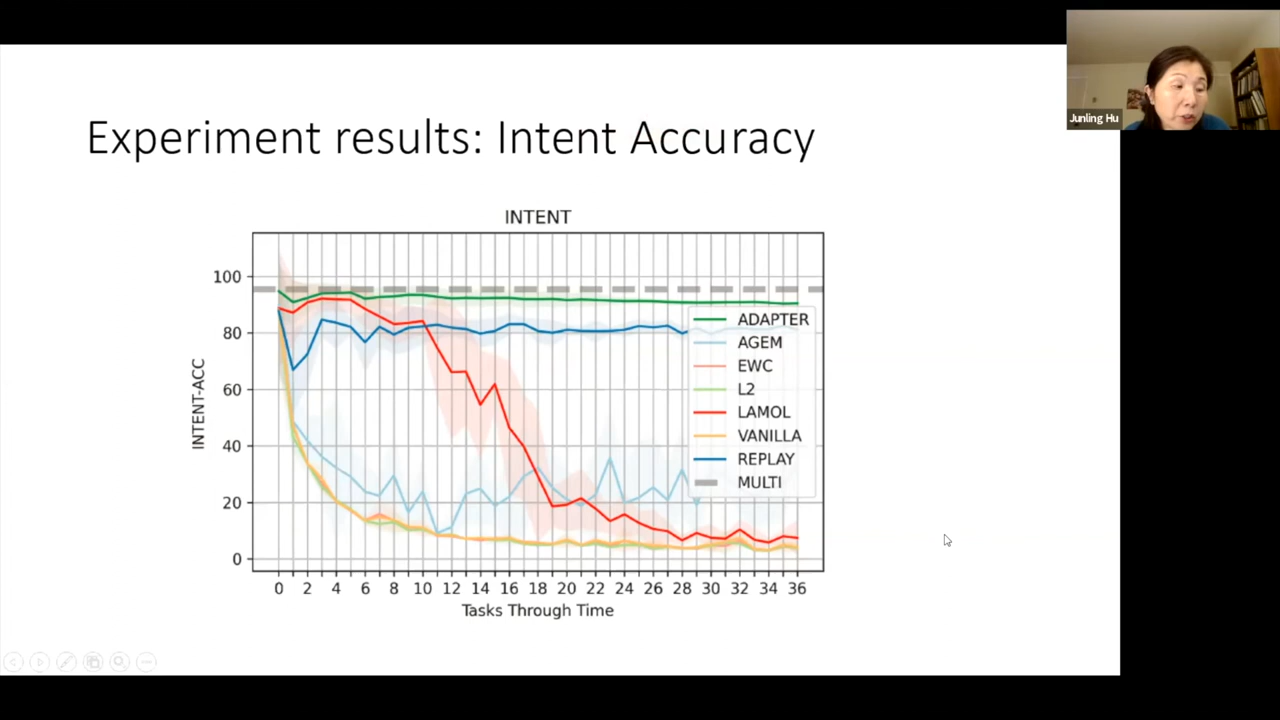 Junling Hu
Experiment results: Intent Accuracy
INTENT
100
80
60
40
20
0
INTENT-ACC
ADAPTER
AGEM
EWC
L2
LAMOL
VANILLA
REPLAY
MULTI
0 2 4 6 8 10 12 14 16 18 20 22 24 26 28 30 32 34 36
Tasks Through Time